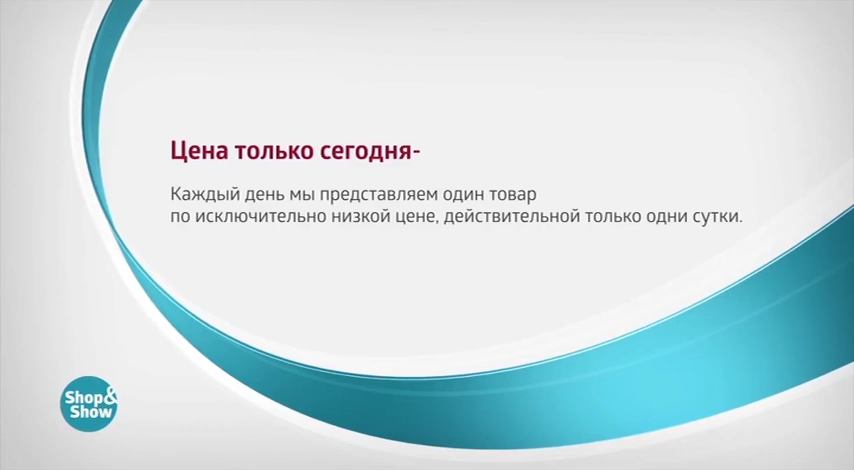 Цена только сегодня-
Каждый день мы представляем один товар
по исключительно низкой цене, действительной только одни сутки.
Shop&
Show